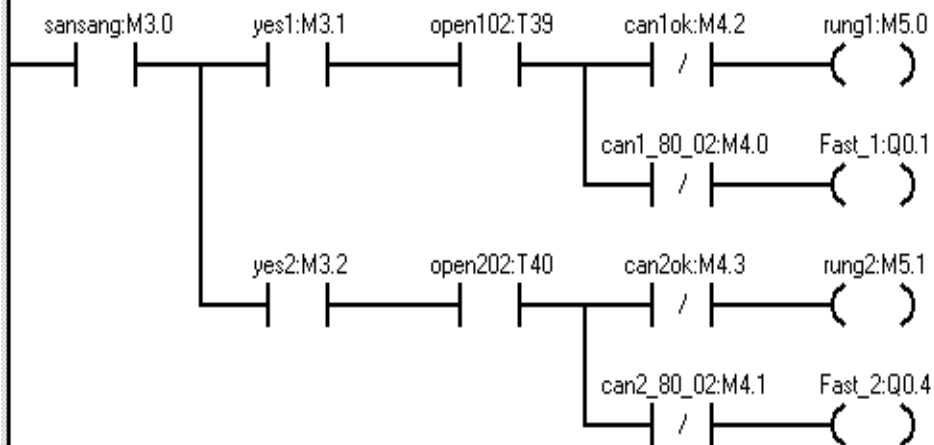 sansang:M3.0 yes1:M3.1 open102:T39 can1ok:M4.2 rung1:M5.0
/
can1_80_02:M4.0 Fast_1:Q0.1
/
yes2:M3.2 open202:T40 can2ok:M4.3 rung2:M5.1
/
can2_80_02:M4.1 Fast_2:Q0.4
/